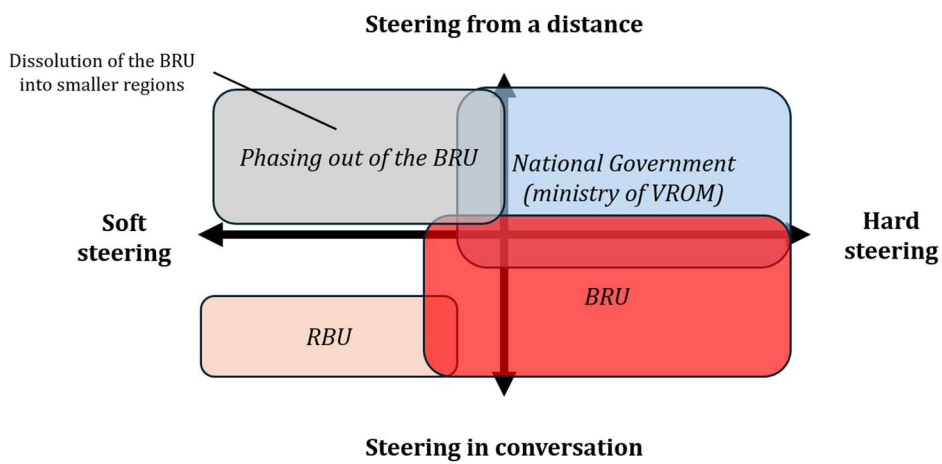 Steering from a distance
Dissolution of the BRU
into smaller regions
Phasing out of the BRU
National Government
(ministry of VROM)
Soft
steering
Hard
steering
BRU
RBU
Steering in conversation